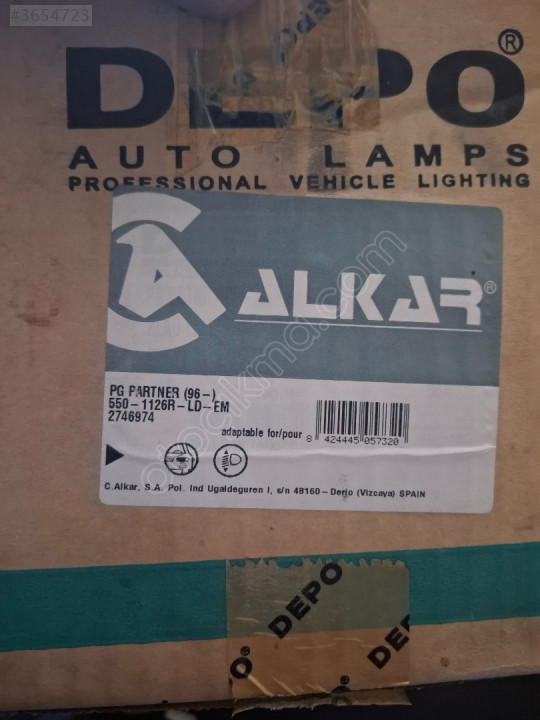 #3654723
DEPO®
AUTO LAMPS
PROFESSIONAL VEHICLE LIGHTING
ALKAR®
PG PARTNER (96-)
550-1126R-LD-EM
2746974
adaptable for/pour
8 424445 057320
C.Alkar, S.A. Pol. Ind Ugaldeguren I, s/n 48160 - Derio (Vizcaya) SPAIN
DEPO
DEPO